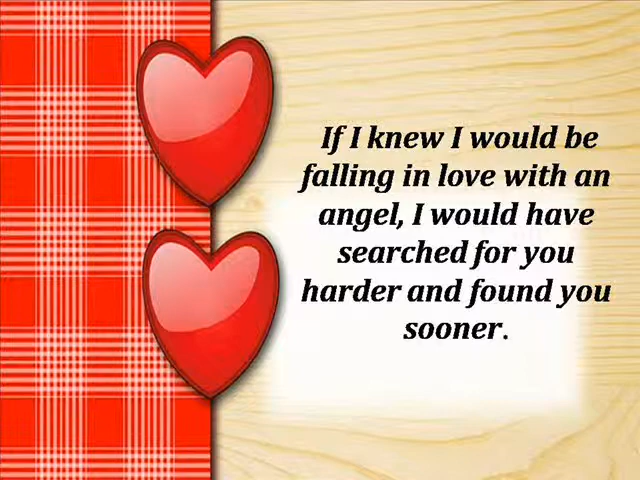 If I knew I would be
falling in love with an
angel, I would have
searched for you
harder and found you
sooner.